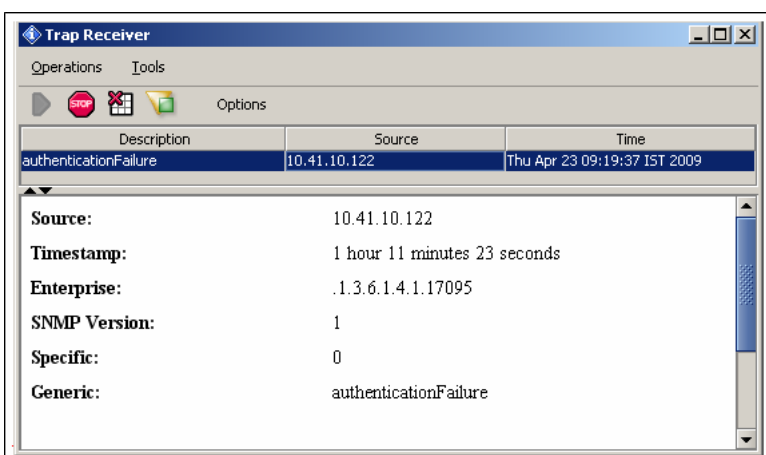 Trap Receiver
Operations Tools
STOP Options
Description Source Time
authenticationFailure 10.41.10.122 Thu Apr 23 09:19:37 IST 2009
Source: 10.41.10.122
Timestamp: 1 hour 11 minutes 23 seconds
Enterprise: .1.3.6.1.4.1.17095
SNMP Version: 1
Specific: 0
Generic: authenticationFailure